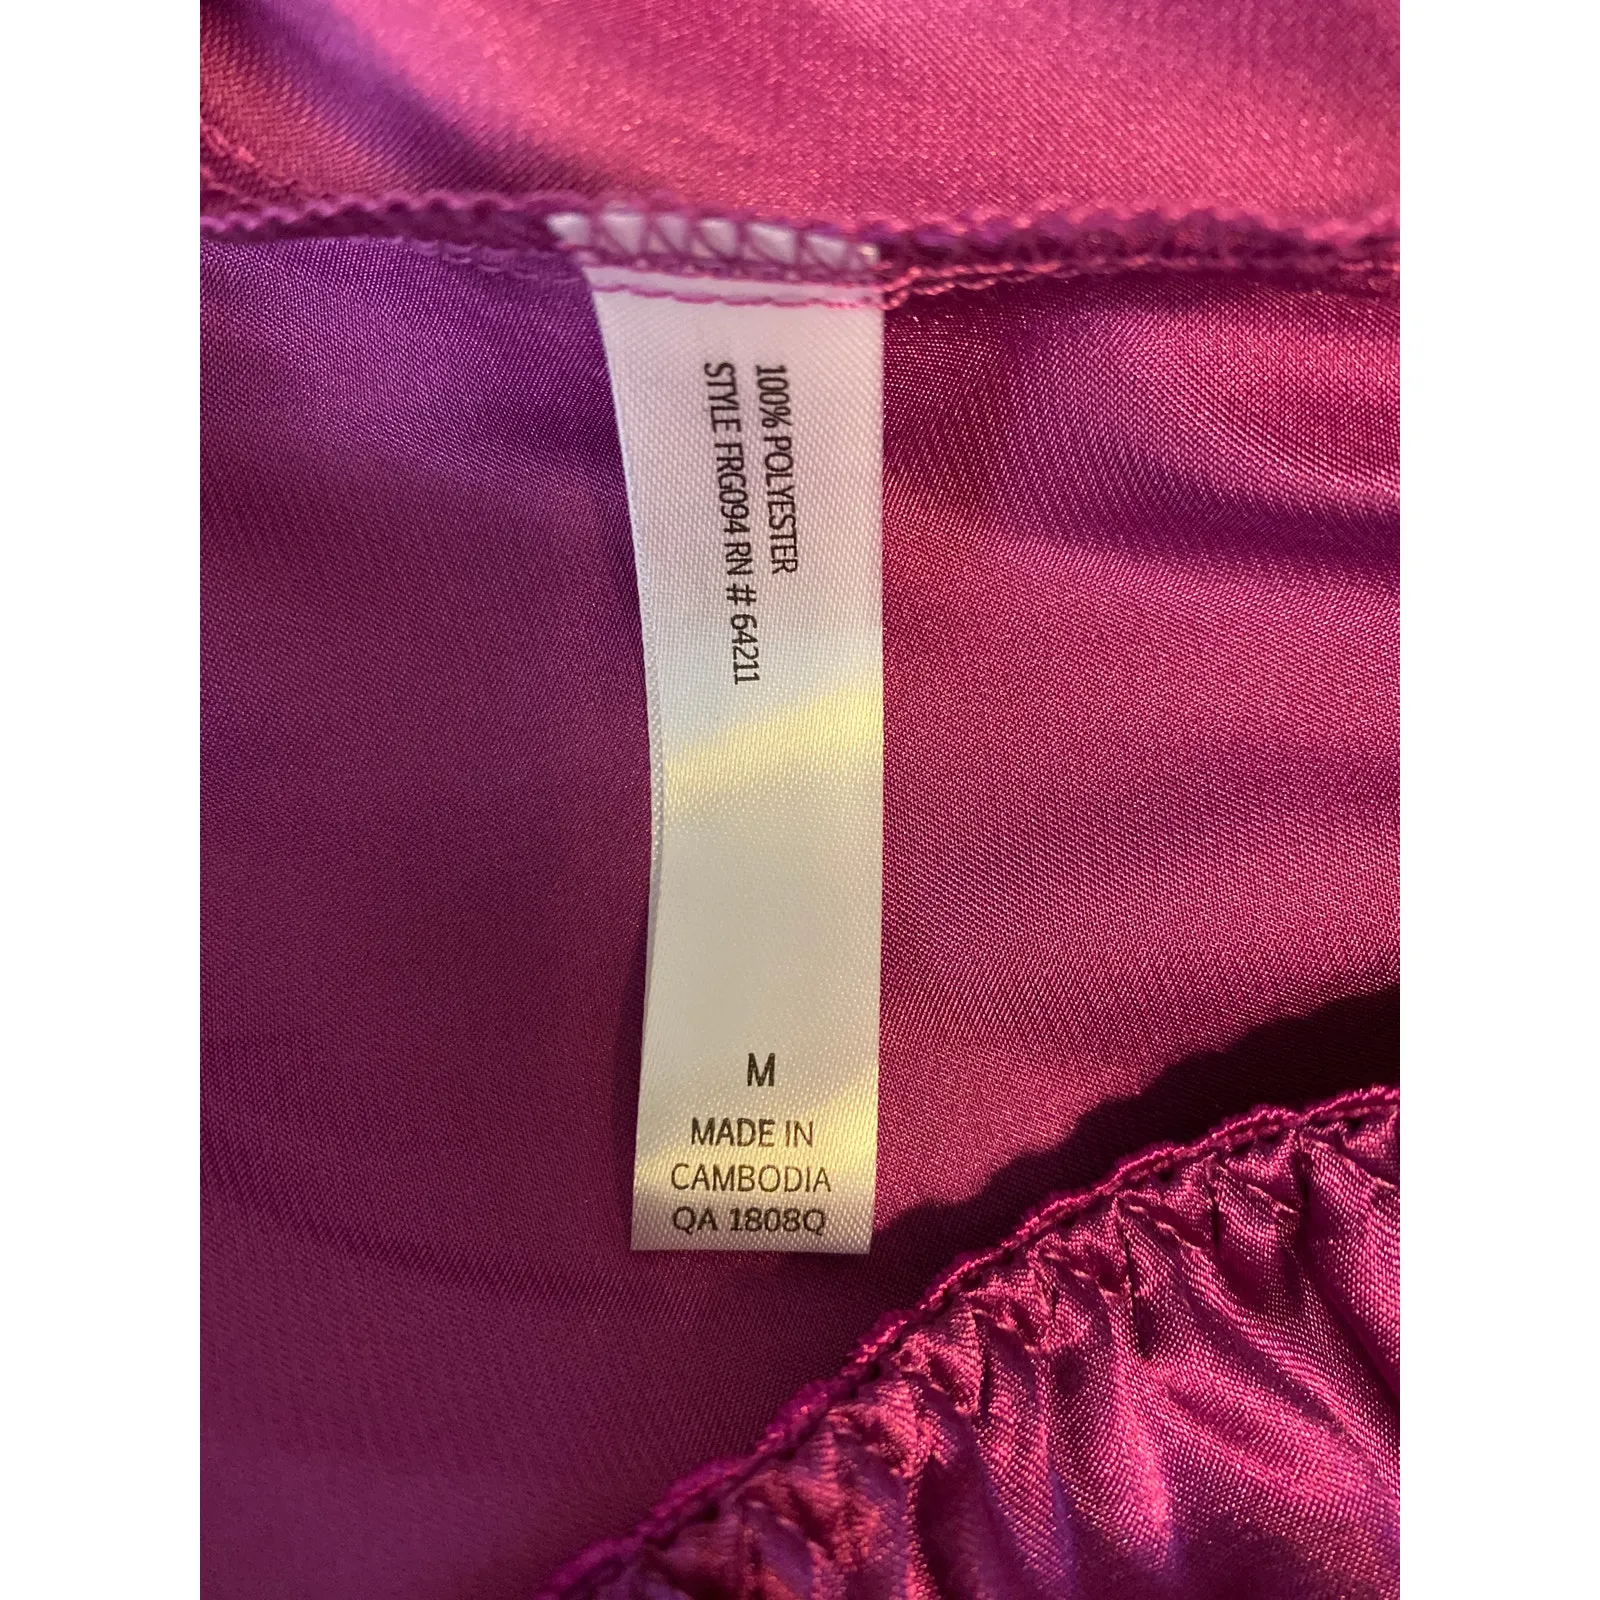 100% POLYESTER
STYLE FRG094 RN # 64211
M
MADE IN
CAMBODIA
QA 1808Q